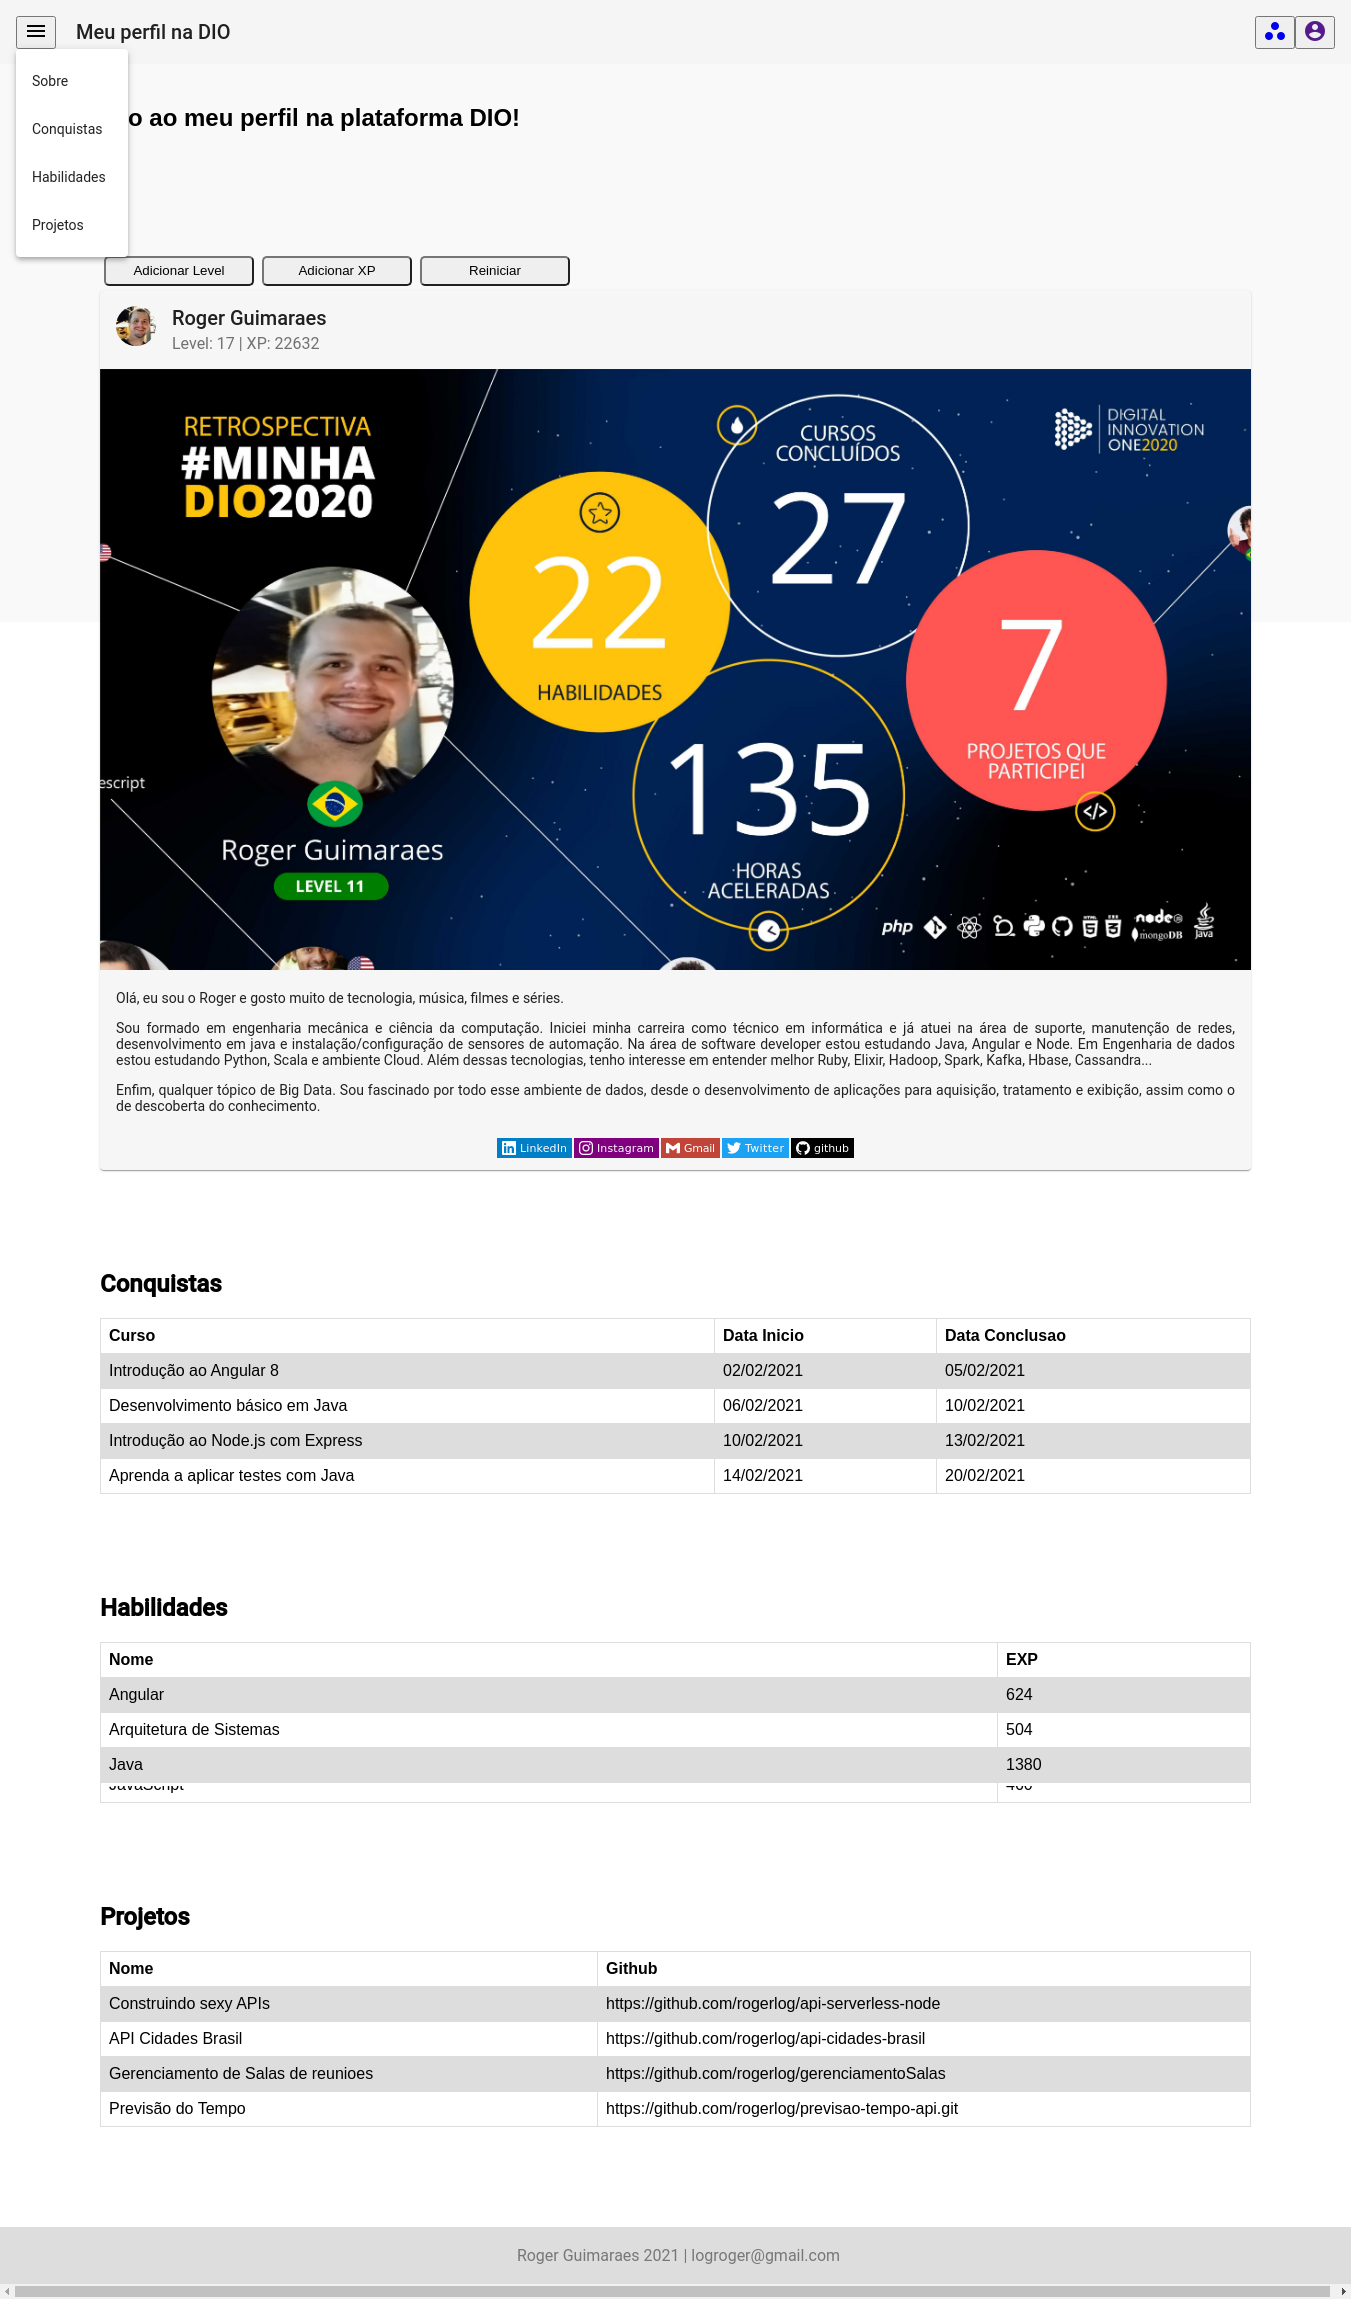 Meu perfil na DIO
Sobre
Conquistas
Habilidades
Projetos
o ao meu perfil na plataforma DIO!
Adicionar Level
Adicionar XP
Reiniciar
Roger Guimaraes
Level: 17 | XP: 22632
RETROSPECTIVA
#MINHA
DIO2020
CURSOS
CONCLUÍDOS
27
DIGITAL
INNOVATION
ONE2020
22
HABILIDADES
7
PROJETOS QUE
PARTICIPEI
escript
135
HORAS
ACELERADAS
Roger Guimaraes
LEVEL 11
php
node
mongoDB
Java
Olá, eu sou o Roger e gosto muito de tecnologia, música, filmes e séries.
Sou formado em engenharia mecânica e ciência da computação. Iniciei minha carreira como técnico em informática e já atuei na área de suporte, manutenção de redes,
desenvolvimento em java e instalação/configuração de sensores de automação. Na área de software developer estou estudando Java, Angular e Node. Em Engenharia de dados
estou estudando Python, Scala e ambiente Cloud. Além dessas tecnologias, tenho interesse em entender melhor Ruby, Elixir, Hadoop, Spark, Kafka, Hbase, Cassandra...
Enfim, qualquer tópico de Big Data. Sou fascinado por todo esse ambiente de dados, desde o desenvolvimento de aplicações para aquisição, tratamento e exibição, assim como o
de descoberta do conhecimento.
LinkedIn Instagram Gmail Twitter github
Conquistas
Curso Data Inicio Data Conclusao
Introdução ao Angular 8 02/02/2021 05/02/2021
Desenvolvimento básico em Java 06/02/2021 10/02/2021
Introdução ao Node.js com Express 10/02/2021 13/02/2021
Aprenda a aplicar testes com Java 14/02/2021 20/02/2021
Habilidades
Nome EXP
Angular 624
Arquitetura de Sistemas 504
Java 1380
JavaScript
Projetos
Nome Github
Construindo sexy APIs https://github.com/rogerlog/api-serverless-node
API Cidades Brasil https://github.com/rogerlog/api-cidades-brasil
Gerenciamento de Salas de reunioes https://github.com/rogerlog/gerenciamentoSalas
Previsão do Tempo https://github.com/rogerlog/previsao-tempo-api.git
Roger Guimaraes 2021 | logroger@gmail.com